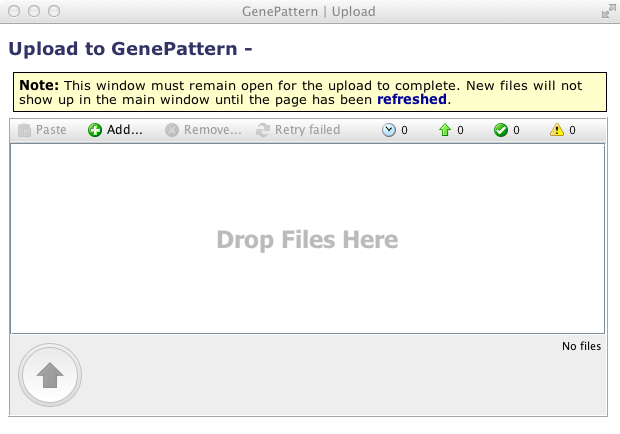 GenePattern | Upload
Upload to GenePattern -
Note: This window must remain open for the upload to complete. New files will not
show up in the main window until the page has been refreshed.
Paste Add... Remove... Retry failed 0 0 0 0
Drop Files Here
No files